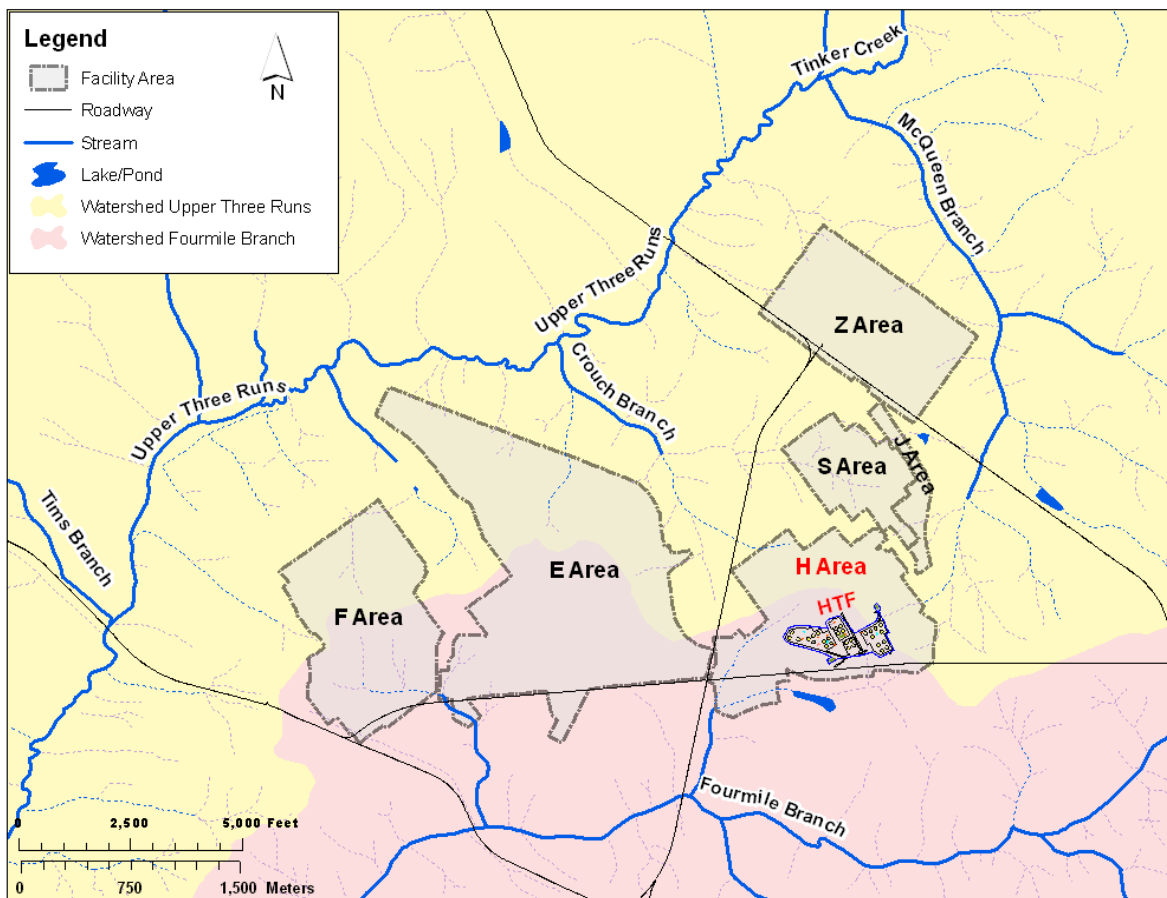 Legend
Facility Area
Roadway
Stream
Lake/Pond
Watershed Upper Three Runs
Watershed Fourmile Branch
N
Tinker Creek
McQueen Branch
Upper Three Runs
Z Area
Crouch Branch
Upper Three Runs
S Area
J Area
Tims Branch
E Area
H Area
HTF
F Area
Fourmile Branch
0 2,500 5,000 Feet
0 750 1,500 Meters